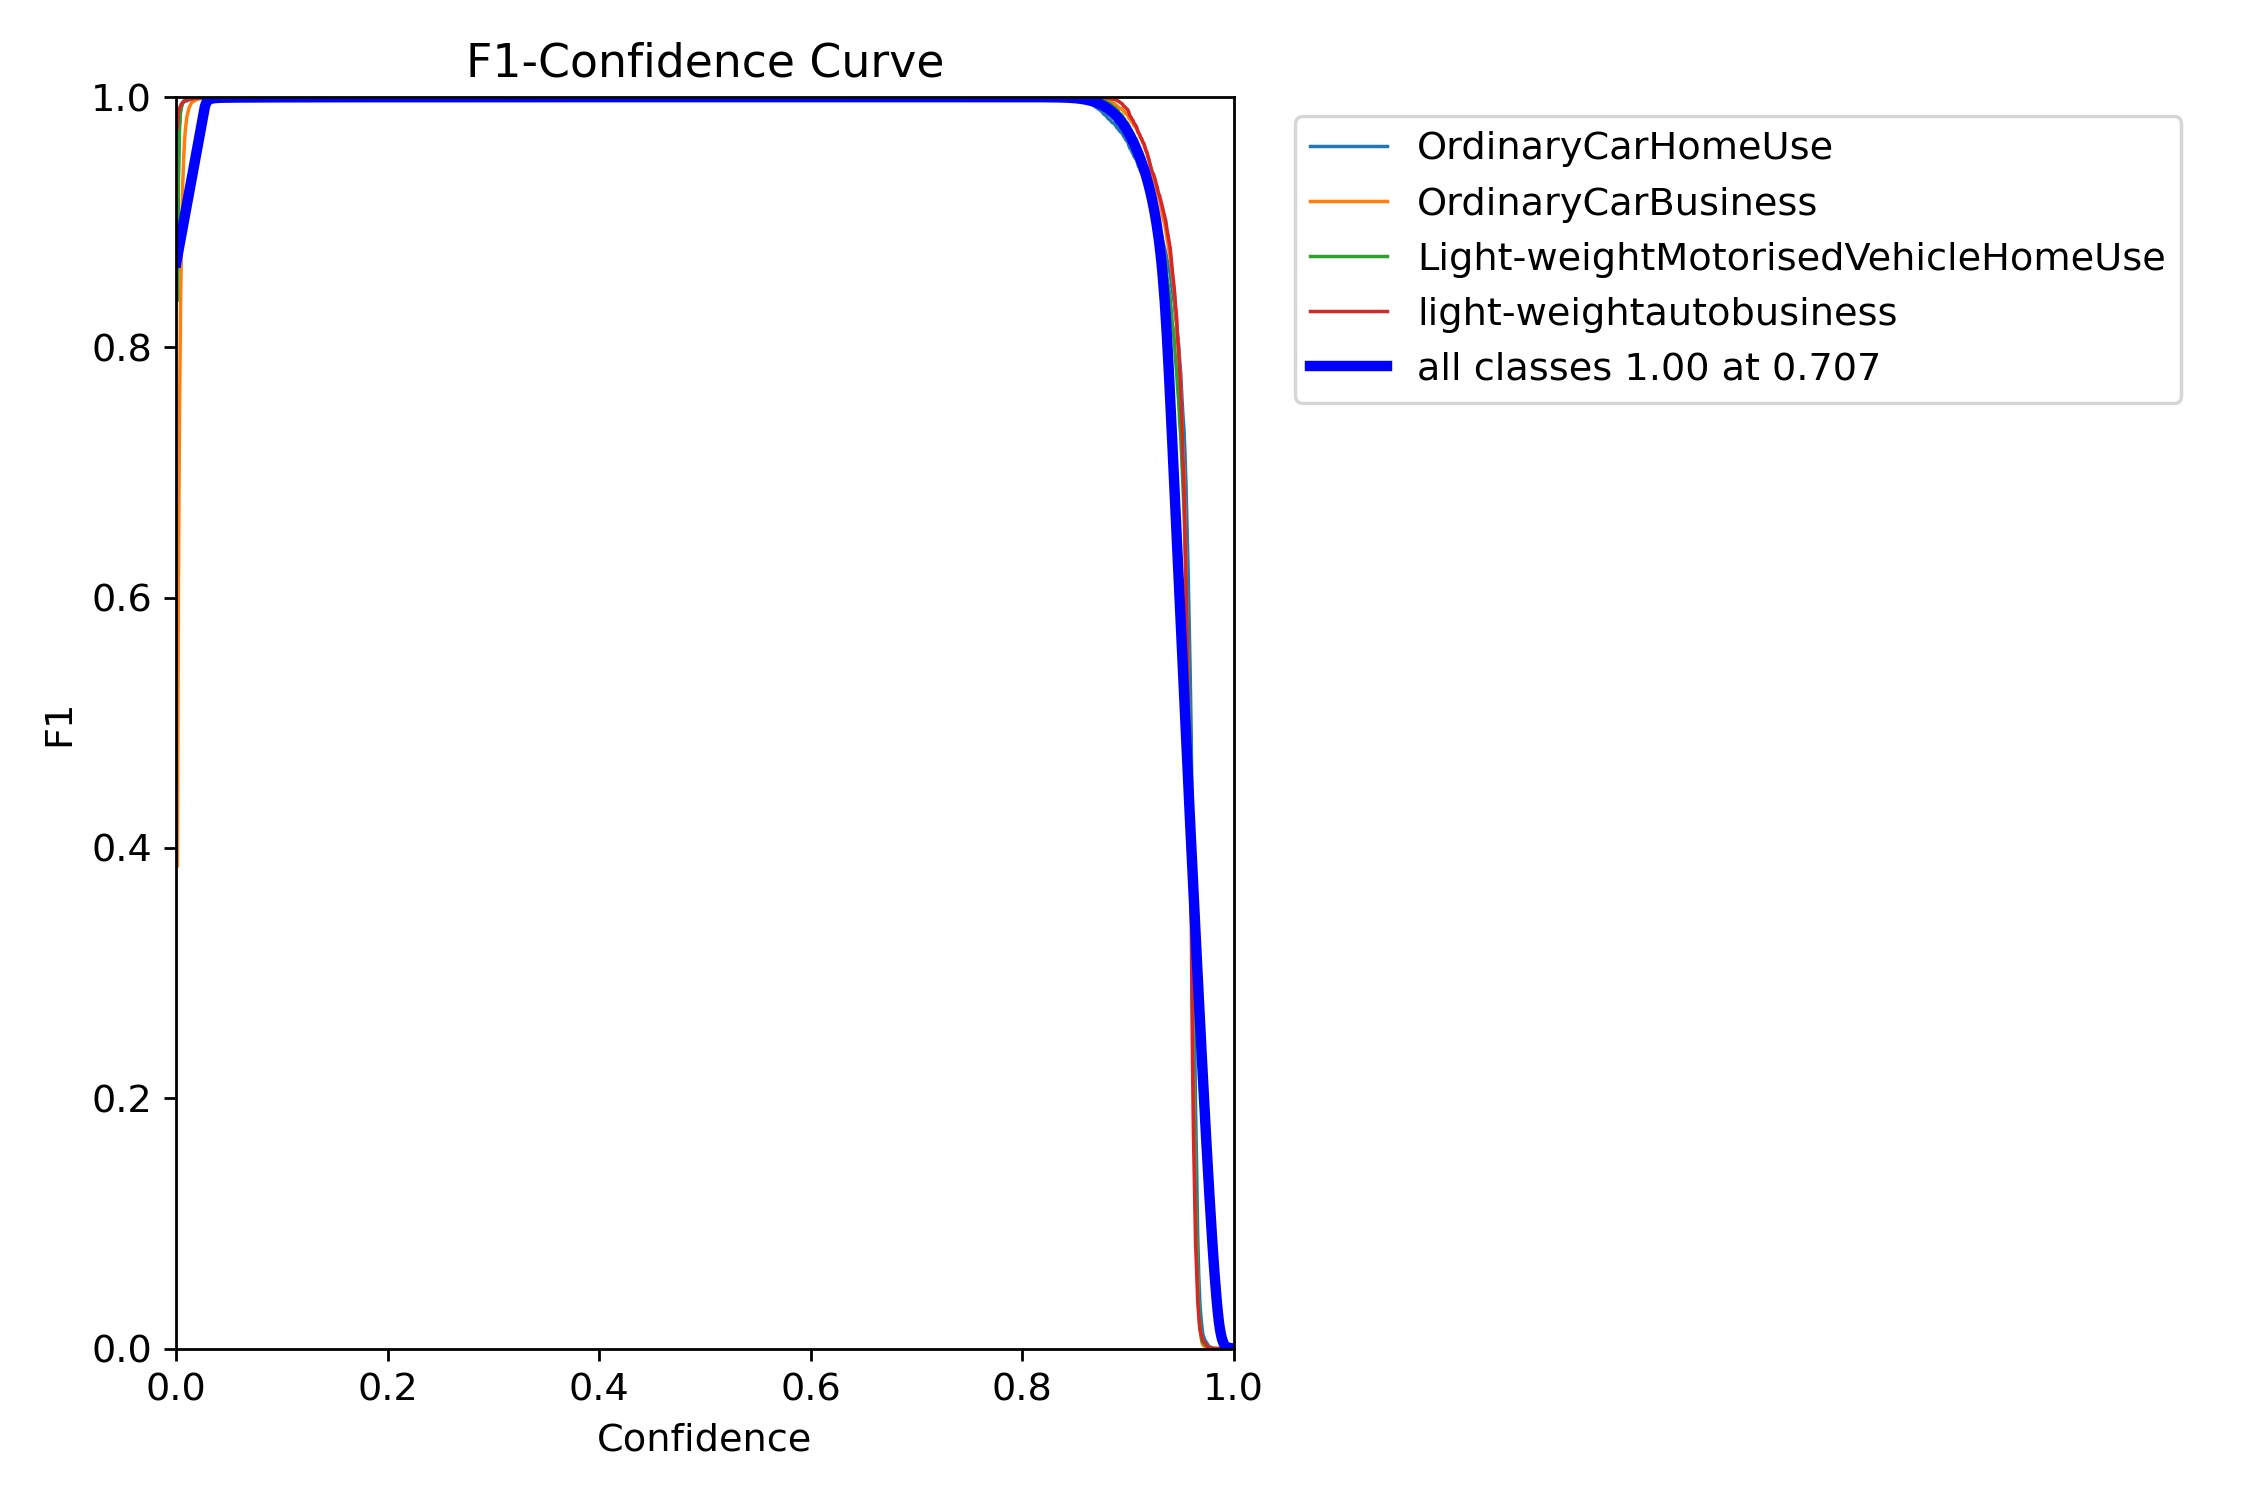 F1-Confidence Curve
1.0
0.8
0.6
0.4
0.2
0.0
F1
0.0 0.2 0.4 0.6 0.8 1.0
Confidence
OrdinaryCarHomeUse
OrdinaryCarBusiness
Light-weightMotorisedVehicleHomeUse
light-weightautobusiness
all classes 1.00 at 0.707